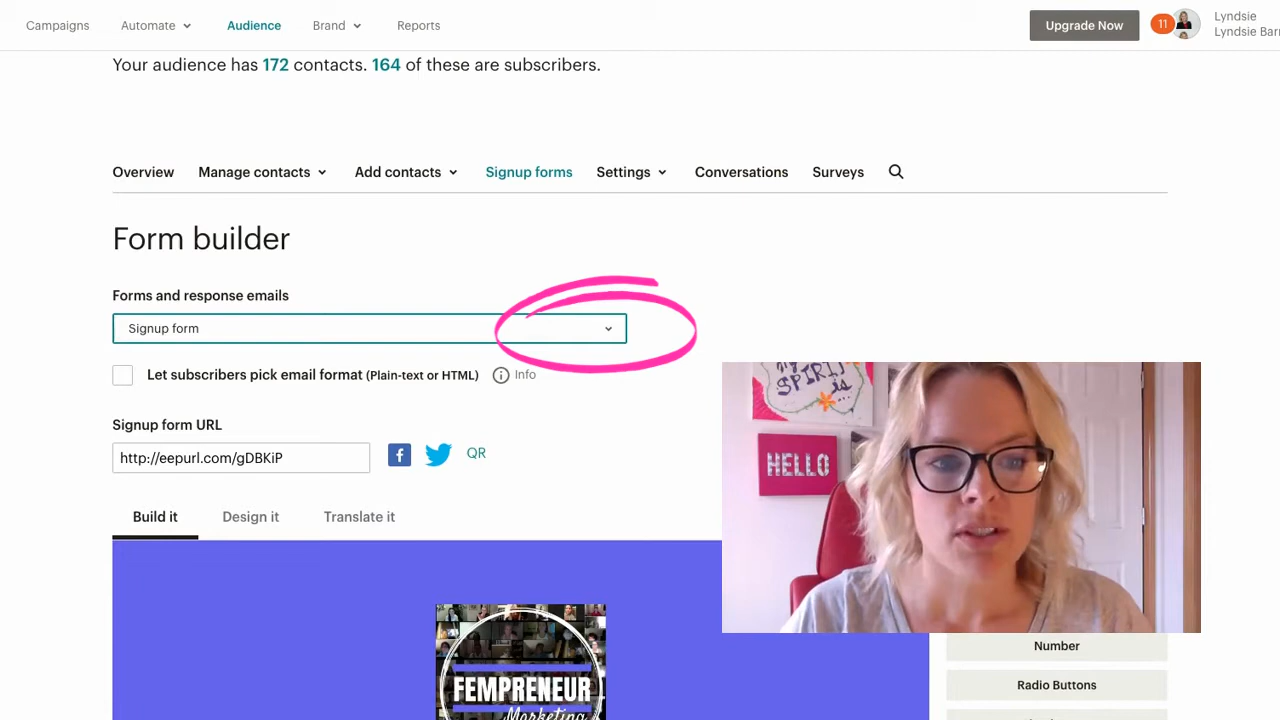 Campaigns Automate Audience Brand Reports Upgrade Now 11 Lyndsie
Lyndsie Bar
Your audience has 172 contacts. 164 of these are subscribers.
Overview Manage contacts Add contacts Signup forms Settings Conversations Surveys
Form builder
Forms and response emails
Signup form
Let subscribers pick email format (Plain-text or HTML) Info
Signup form URL
http://eepurl.com/gDBKiP QR
Build it Design it Translate it
SPIRIT
is...
HELLO
FEMPRENEUR
Marketing
Number
Radio Buttons